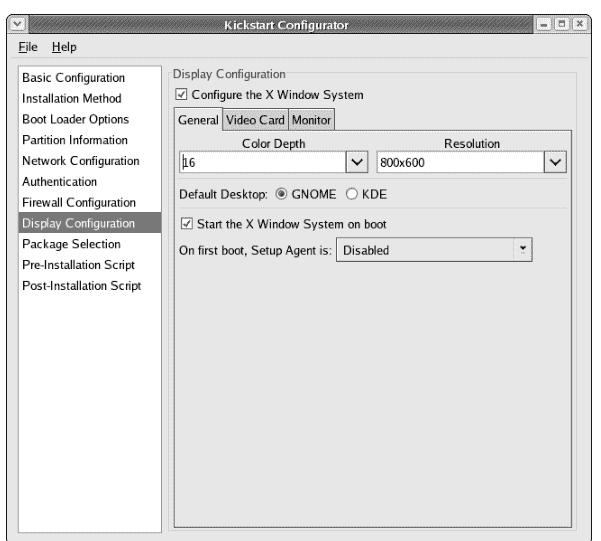 Kickstart Configurator
File Help
Basic Configuration
Installation Method
Boot Loader Options
Partition Information
Network Configuration
Authentication
Firewall Configuration
Display Configuration
Package Selection
Pre-Installation Script
Post-Installation Script
Display Configuration
Configure the X Window System
General Video Card Monitor
Color Depth Resolution
16 800x600
Default Desktop: GNOME KDE
Start the X Window System on boot
On first boot, Setup Agent is: Disabled